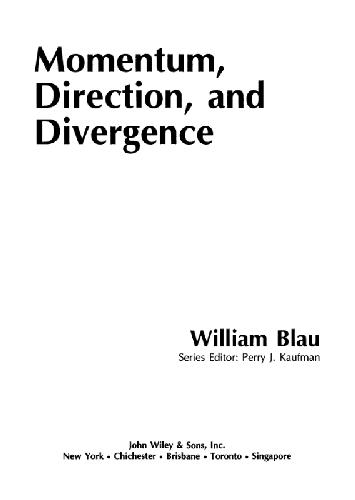 Momentum,
Direction, and
Divergence
William Blau
Series Editor: Perry J. Kaufman
John Wiley & Sons, Inc.
New York • Chichester • Brisbane • Toronto • Singapore